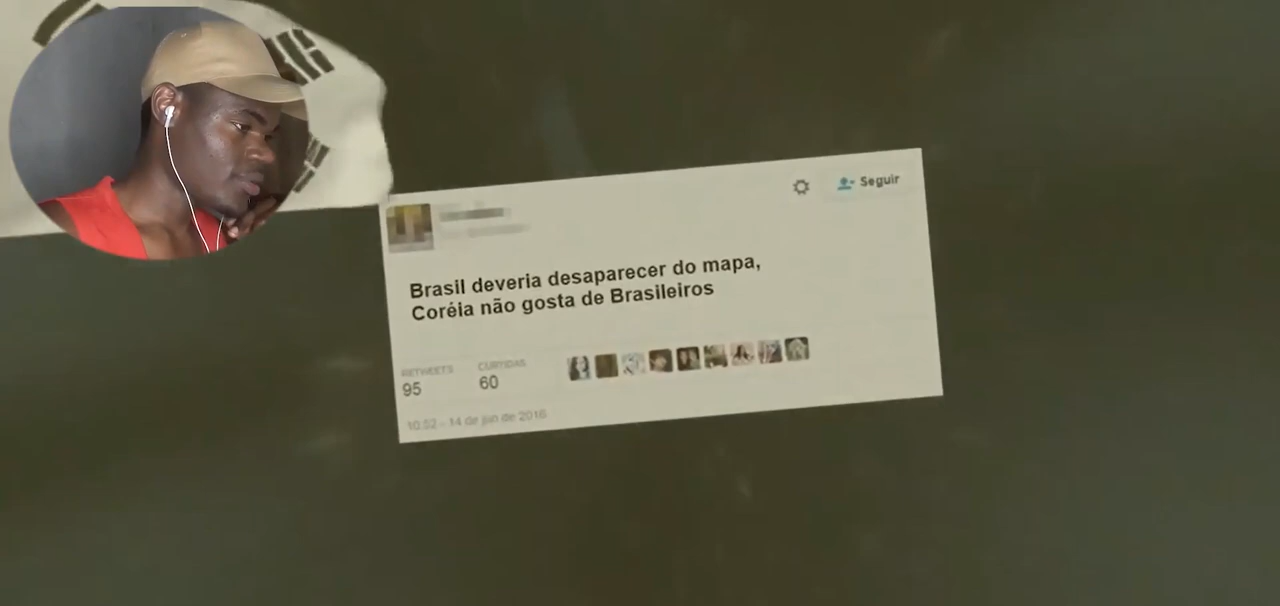 Seguir
Brasil deveria desaparecer do mapa,
Coréia não gosta de Brasileiros
RETWEETS
CURTIDAS
95
60
10:52 - 14 de jun de 2016